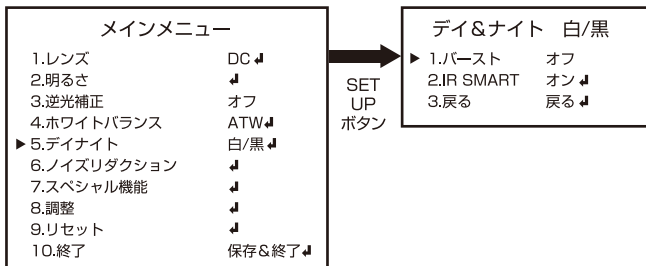 メインメニュー
1.レンズ DC↲
2.明るさ ↲
3.逆光補正 オフ
4.ホワイトバランス ATW↲
▶5.デイナイト 白/黒↲
6.ノイズリダクション ↲
7.スペシャル機能 ↲
8.調整 ↲
9.リセット ↲
10.終了 保存&終了↲
SET
UP
ボタン
デイ&ナイト 白/黒
▶ 1.バースト オフ
2.IR SMART オン↲
3.戻る 戻る↲